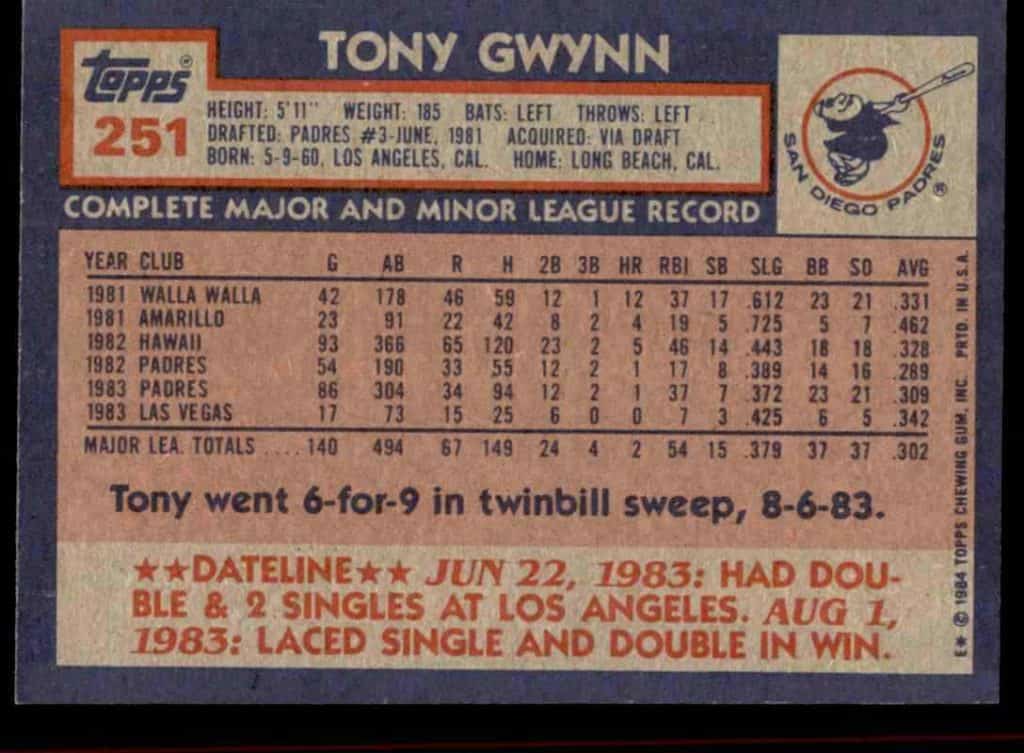 TONY GWYNN
Topps®
251
HEIGHT: 5'11" WEIGHT: 185 BATS: LEFT THROWS: LEFT
DRAFTED: PADRES #3-JUNE, 1981 ACQUIRED: VIA DRAFT
BORN: 5-9-60, LOS ANGELES, CAL. HOME: LONG BEACH, CAL.
SAN DIEGO PADRES ®
COMPLETE MAJOR AND MINOR LEAGUE RECORD
YEAR CLUB G AB R H 2B 3B HR RBI SB SLG BB SO AVG
1981 WALLA WALLA 42 178 46 59 12 1 12 37 17 .612 23 21 .331
1981 AMARILLO 23 91 22 42 8 2 4 19 5 .725 5 7 .462
1982 HAWAII 93 366 65 120 23 2 5 46 14 .443 18 18 .328
1982 PADRES 54 190 33 55 12 2 1 17 8 .389 14 16 .289
1983 PADRES 86 304 34 94 12 2 1 37 7 .372 23 21 .309
1983 LAS VEGAS 17 73 15 25 6 0 0 7 3 .425 6 5 .342
MAJOR LEA. TOTALS .... 140 494 67 149 24 4 2 54 15 .379 37 37 .302
Tony went 6-for-9 in twinbill sweep, 8-6-83.
★★DATELINE★★ JUN 22, 1983: HAD DOU-
BLE & 2 SINGLES AT LOS ANGELES. AUG 1,
1983: LACED SINGLE AND DOUBLE IN WIN.
E* © 1984 TOPPS CHEWING GUM, INC. PRTD. IN U.S.A.